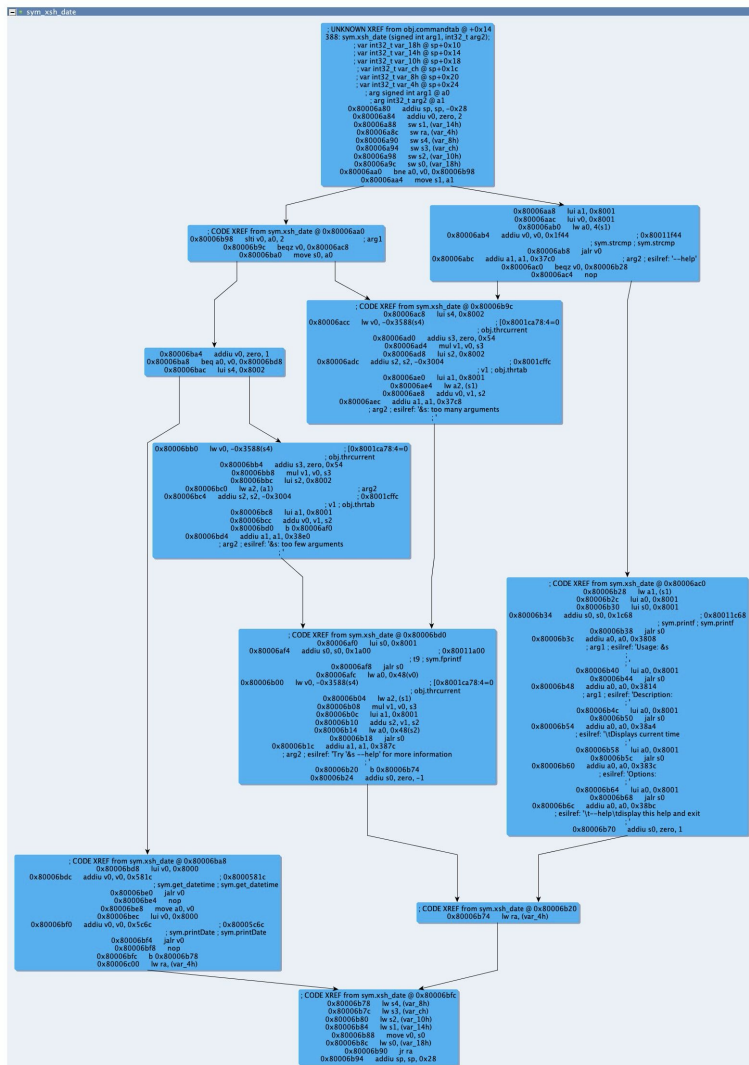 sym_xsh_date
; UNKNOWN XREF from obj.commandtab @ +0x14
388: sym.xsh_date (signed int arg1, int32_t arg2);
; var int32_t var_18h @ sp+0x10
; var int32_t var_14h @ sp+0x14
; var int32_t var_10h @ sp+0x18
; var int32_t var_ch @ sp+0x1c
; var int32_t var_8h @ sp+0x20
; var int32_t var_4h @ sp+0x24
; arg signed int arg1 @ a0
; arg int32_t arg2 @ a1
0x80006a80 addiu sp, sp, -0x28
0x80006a84 addiu v0, zero, 2
0x80006a88 sw s1, (var_14h)
0x80006a8c sw ra, (var_4h)
0x80006a90 sw s4, (var_8h)
0x80006a94 sw s3, (var_ch)
0x80006a98 sw s2, (var_10h)
0x80006a9c sw s0, (var_18h)
0x80006aa0 bne a0, v0, 0x80006b98
0x80006aa4 move s1, a1
; CODE XREF from sym.xsh_date @ 0x80006aa0
0x80006b98 slti v0, a0, 2 ; arg1
0x80006b9c beqz v0, 0x80006ac8
0x80006ba0 move s0, a0
0x80006aa8 lui a1, 0x8001
0x80006aac lui v0, 0x8001
0x80006ab0 lw a0, 4(s1)
0x80006ab4 addiu v0, v0, 0x1f44 ; 0x80011f44
; sym.strcmp ; sym.strcmp
0x80006ab8 jalr v0
0x80006abc addiu a1, a1, 0x37c0 ; arg2 ; esilref: '--help'
0x80006ac0 beqz v0, 0x80006b28
0x80006ac4 nop
; CODE XREF from sym.xsh_date @ 0x80006b9c
0x80006ac8 lui s4, 0x8002
0x80006acc lw v0, -0x3588(s4) ; [0x8001ca78:4=0
; obj.thrcurrent
0x80006ad0 addiu s3, zero, 0x54
0x80006ad4 mul v1, v0, s3
0x80006ad8 lui s2, 0x8002
0x80006adc addiu s2, s2, -0x3004 ; 0x8001cffc
; v1 ; obj.thrtab
0x80006ae0 lui a1, 0x8001
0x80006ae4 lw a2, (s1)
0x80006ae8 addu v0, v1, s2
0x80006aec addiu a1, a1, 0x37c8
; arg2 ; esilref: '&s: too many arguments
; '
0x80006ba4 addiu v0, zero, 1
0x80006ba8 beq a0, v0, 0x80006bd8
0x80006bac lui s4, 0x8002
0x80006bb0 lw v0, -0x3588(s4) ; [0x8001ca78:4=0
; obj.thrcurrent
0x80006bb4 addiu s3, zero, 0x54
0x80006bb8 mul v1, v0, s3
0x80006bbc lui s2, 0x8002
0x80006bc0 lw a2, (a1) ; arg2
0x80006bc4 addiu s2, s2, -0x3004 ; 0x8001cffc
; v1 ; obj.thrtab
0x80006bc8 lui a1, 0x8001
0x80006bcc addu v0, v1, s2
0x80006bd0 b 0x80006af0
0x80006bd4 addiu a1, a1, 0x38e0
; arg2 ; esilref: '&s: too few arguments
; '
; CODE XREF from sym.xsh_date @ 0x80006bd0
0x80006af0 lui s0, 0x8001
0x80006af4 addiu s0, s0, 0x1a00 ; 0x80011a00
; t9 ; sym.fprintf
0x80006af8 jalr s0
0x80006afc lw a0, 0x48(v0)
0x80006b00 lw v0, -0x3588(s4) ; [0x8001ca78:4=0
; obj.thrcurrent
0x80006b04 lw a2, (s1)
0x80006b08 mul v1, v0, s3
0x80006b0c lui a1, 0x8001
0x80006b10 addu s2, v1, s2
0x80006b14 lw a0, 0x48(s2)
0x80006b18 jalr s0
0x80006b1c addiu a1, a1, 0x387c
; arg2 ; esilref: 'Try '&s --help' for more information
; '
0x80006b20 b 0x80006b74
0x80006b24 addiu s0, zero, -1
; CODE XREF from sym.xsh_date @ 0x80006ac0
0x80006b28 lw a1, (s1)
0x80006b2c lui a0, 0x8001
0x80006b30 lui s0, 0x8001
0x80006b34 addiu s0, s0, 0x1c68 ; 0x80011c68
; sym.printf ; sym.printf
0x80006b38 jalr s0
0x80006b3c addiu a0, a0, 0x3808
; arg1 ; esilref: 'Usage: &s
;
; '
0x80006b40 lui a0, 0x8001
0x80006b44 jalr s0
0x80006b48 addiu a0, a0, 0x3814
; arg1 ; esilref: 'Description:
; '
0x80006b4c lui a0, 0x8001
0x80006b50 jalr s0
0x80006b54 addiu a0, a0, 0x38a4
; esilref: '\tDisplays current time
; '
0x80006b58 lui a0, 0x8001
0x80006b5c jalr s0
0x80006b60 addiu a0, a0, 0x383c
; esilref: 'Options:
; '
0x80006b64 lui a0, 0x8001
0x80006b68 jalr s0
0x80006b6c addiu a0, a0, 0x38bc
; esilref: '\t--help\tdisplay this help and exit
; '
0x80006b70 addiu s0, zero, 1
; CODE XREF from sym.xsh_date @ 0x80006ba8
0x80006bd8 lui v0, 0x8000
0x80006bdc addiu v0, v0, 0x581c ; 0x8000581c
; sym.get_datetime ; sym.get_datetime
0x80006be0 jalr v0
0x80006be4 nop
0x80006be8 move a0, v0
0x80006bec lui v0, 0x8000
0x80006bf0 addiu v0, v0, 0x5c6c ; 0x80005c6c
; sym.printDate ; sym.printDate
0x80006bf4 jalr v0
0x80006bf8 nop
0x80006bfc b 0x80006b78
0x80006c00 lw ra, (var_4h)
; CODE XREF from sym.xsh_date @ 0x80006b20
0x80006b74 lw ra, (var_4h)
; CODE XREF from sym.xsh_date @ 0x80006bfc
0x80006b78 lw s4, (var_8h)
0x80006b7c lw s3, (var_ch)
0x80006b80 lw s2, (var_10h)
0x80006b84 lw s1, (var_14h)
0x80006b88 move v0, s0
0x80006b8c lw s0, (var_18h)
0x80006b90 jr ra
0x80006b94 addiu sp, sp, 0x28